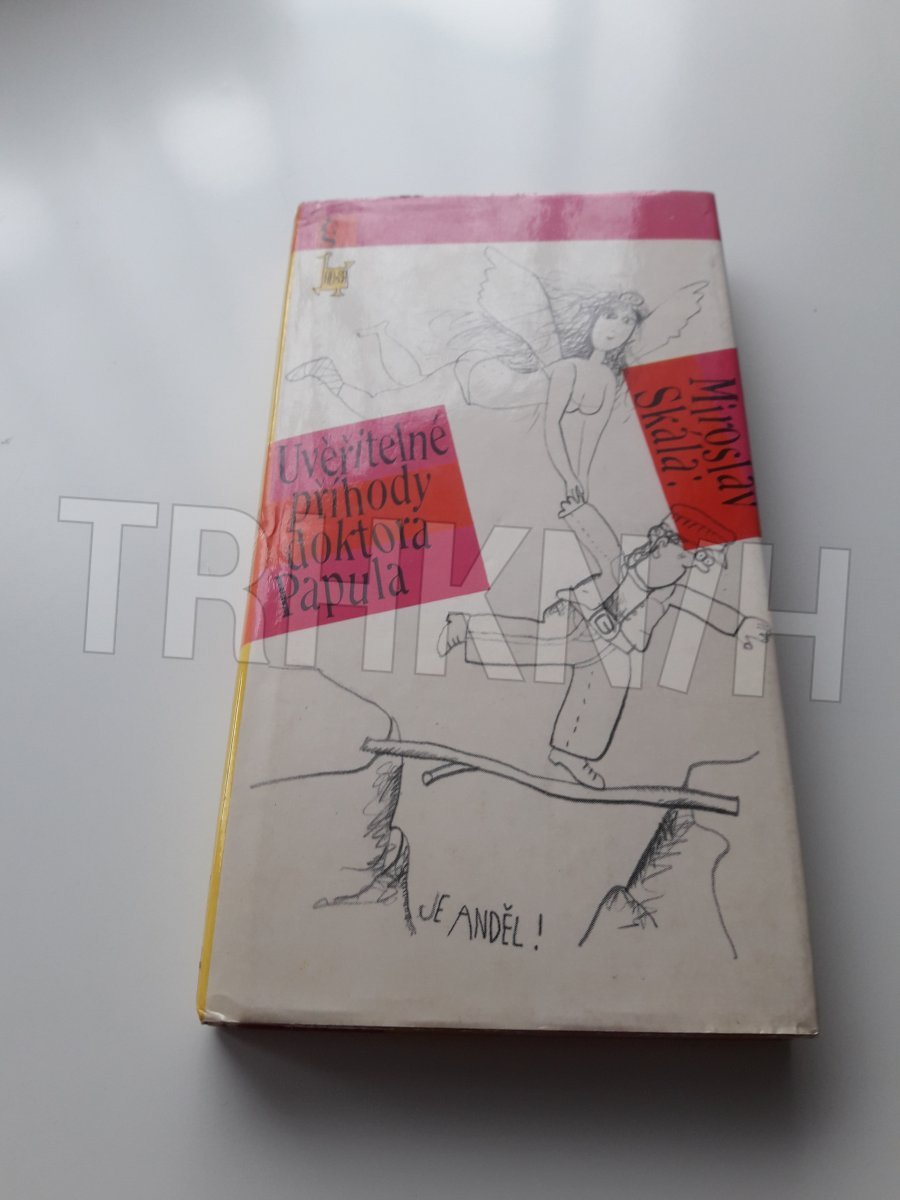 Uvěřitelné
příhody
doktora
Papula
Miroslav
Skála
JE ANDĚL!
TRHKNIH